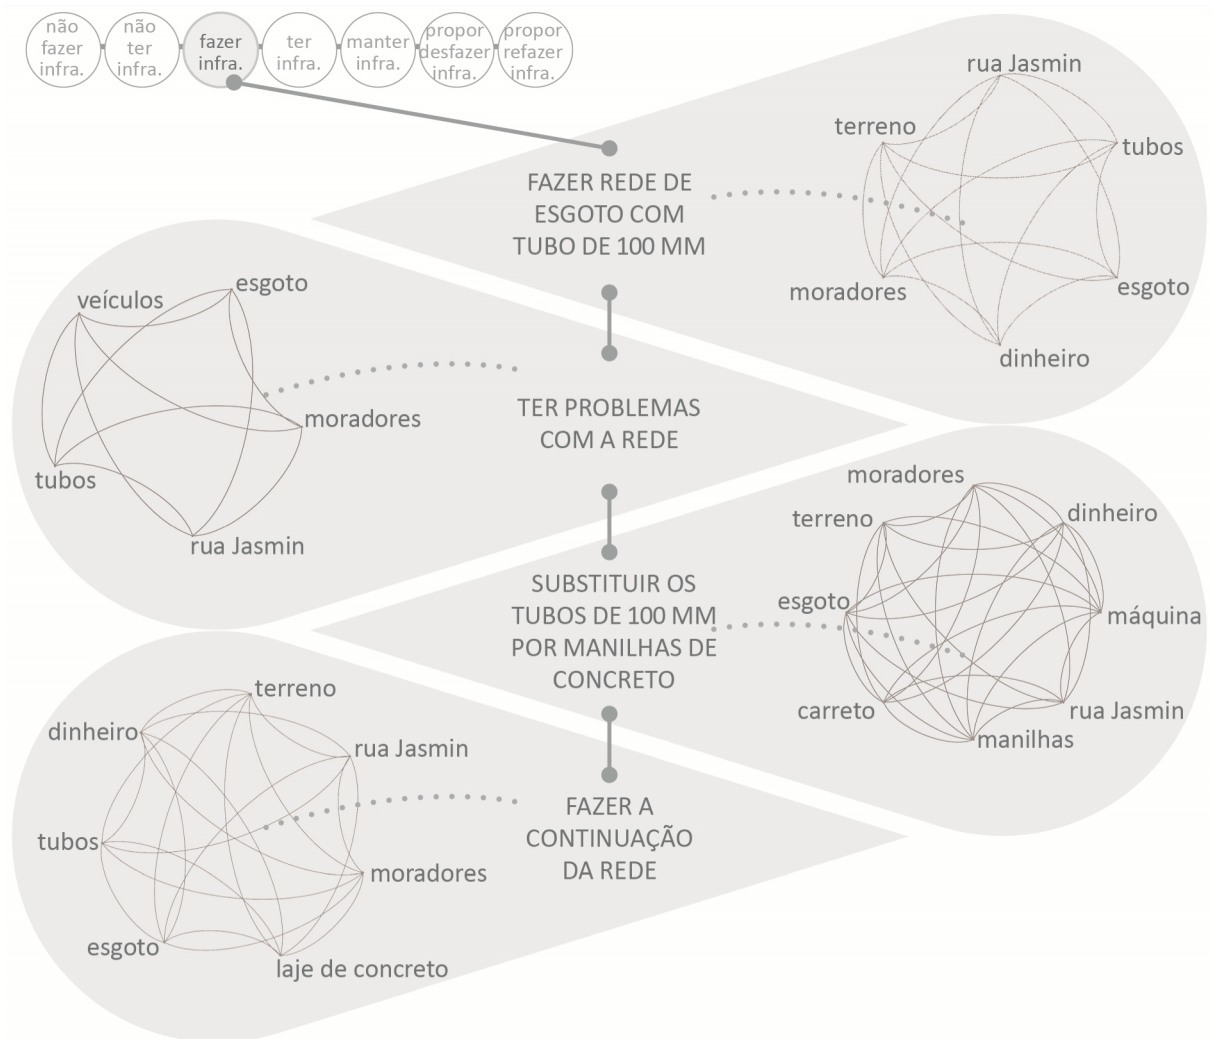 não
fazer
infra.
não
ter
infra.
fazer
infra.
ter
infra.
manter
infra.
propor
desfazer
infra.
propor
refazer
infra.
FAZER REDE DE
ESGOTO COM
TUBO DE 100 MM
rua Jasmin
terreno
tubos
moradores
esgoto
dinheiro
TER PROBLEMAS
COM A REDE
esgoto
veículos
moradores
tubos
rua Jasmin
SUBSTITUIR OS
TUBOS DE 100 MM
POR MANILHAS DE
CONCRETO
moradores
dinheiro
terreno
esgoto
máquina
carreto
rua Jasmin
manilhas
FAZER A
CONTINUAÇÃO
DA REDE
terreno
dinheiro
rua Jasmin
tubos
moradores
esgoto
laje de concreto